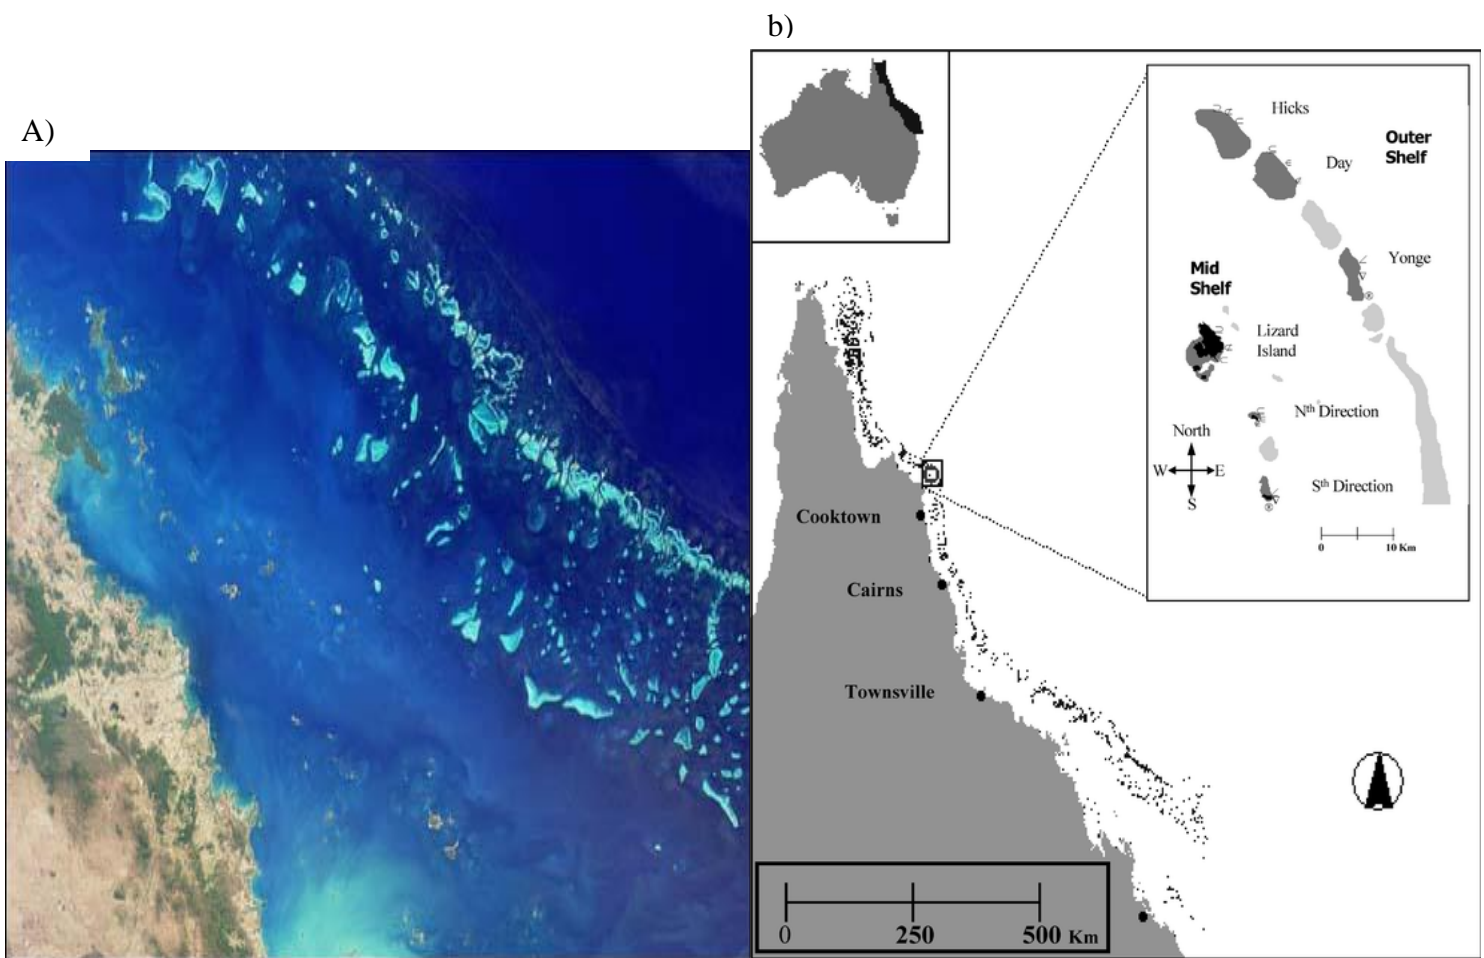 b)
A)
Hicks
Outer
Shelf
Day
Yonge
Mid
Shelf
Lizard
Island
Nth Direction
North
W E
S
Sth Direction
0 10 Km
Cooktown
Cairns
Townsville
0 250 500 Km